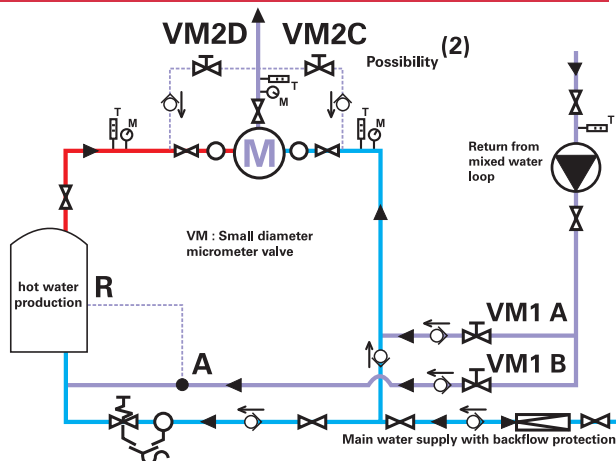 VM2D
VM2C
Possibility (2)
T
M
T
M
T
M
T
M
Return from
mixed water
loop
VM : Small diameter
micrometer valve
hot water
production
R
A
VM1 A
VM1 B
Main water supply with backflow protection